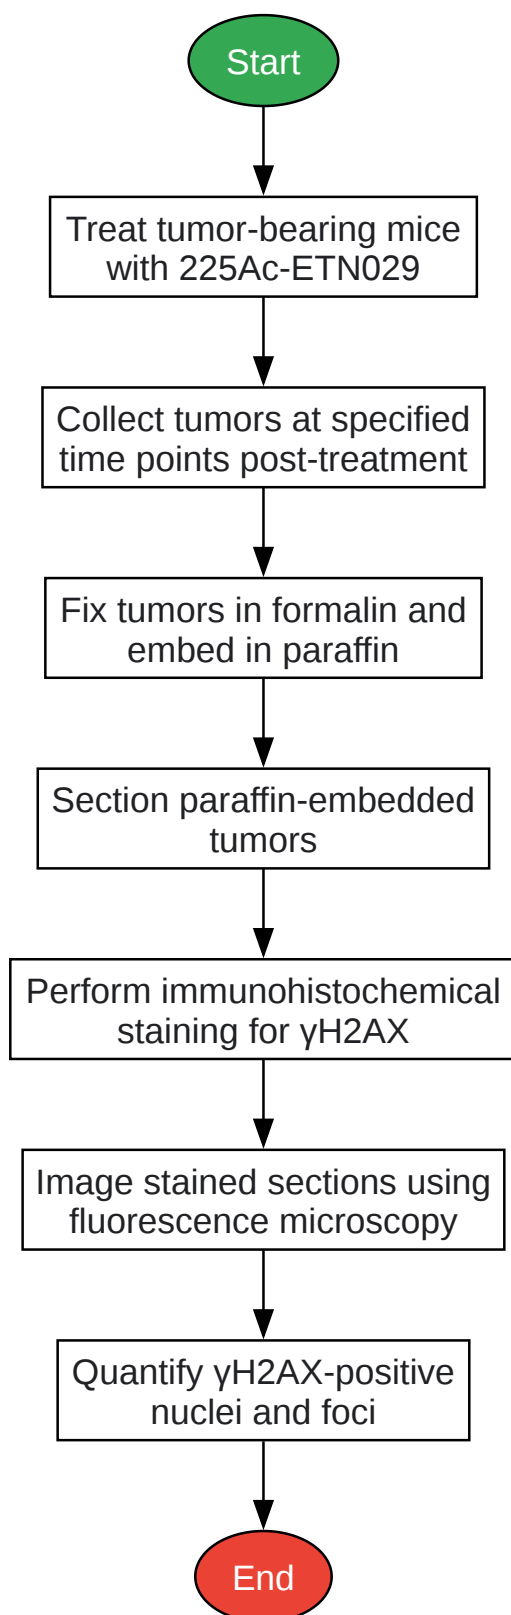 Start
Treat tumor-bearing mice
with 225Ac-ETN029
Collect tumors at specified
time points post-treatment
Fix tumors in formalin and
embed in paraffin
Section paraffin-embedded
tumors
Perform immunohistochemical
staining for γH2AX
Image stained sections using
fluorescence microscopy
Quantify γH2AX-positive
nuclei and foci
End